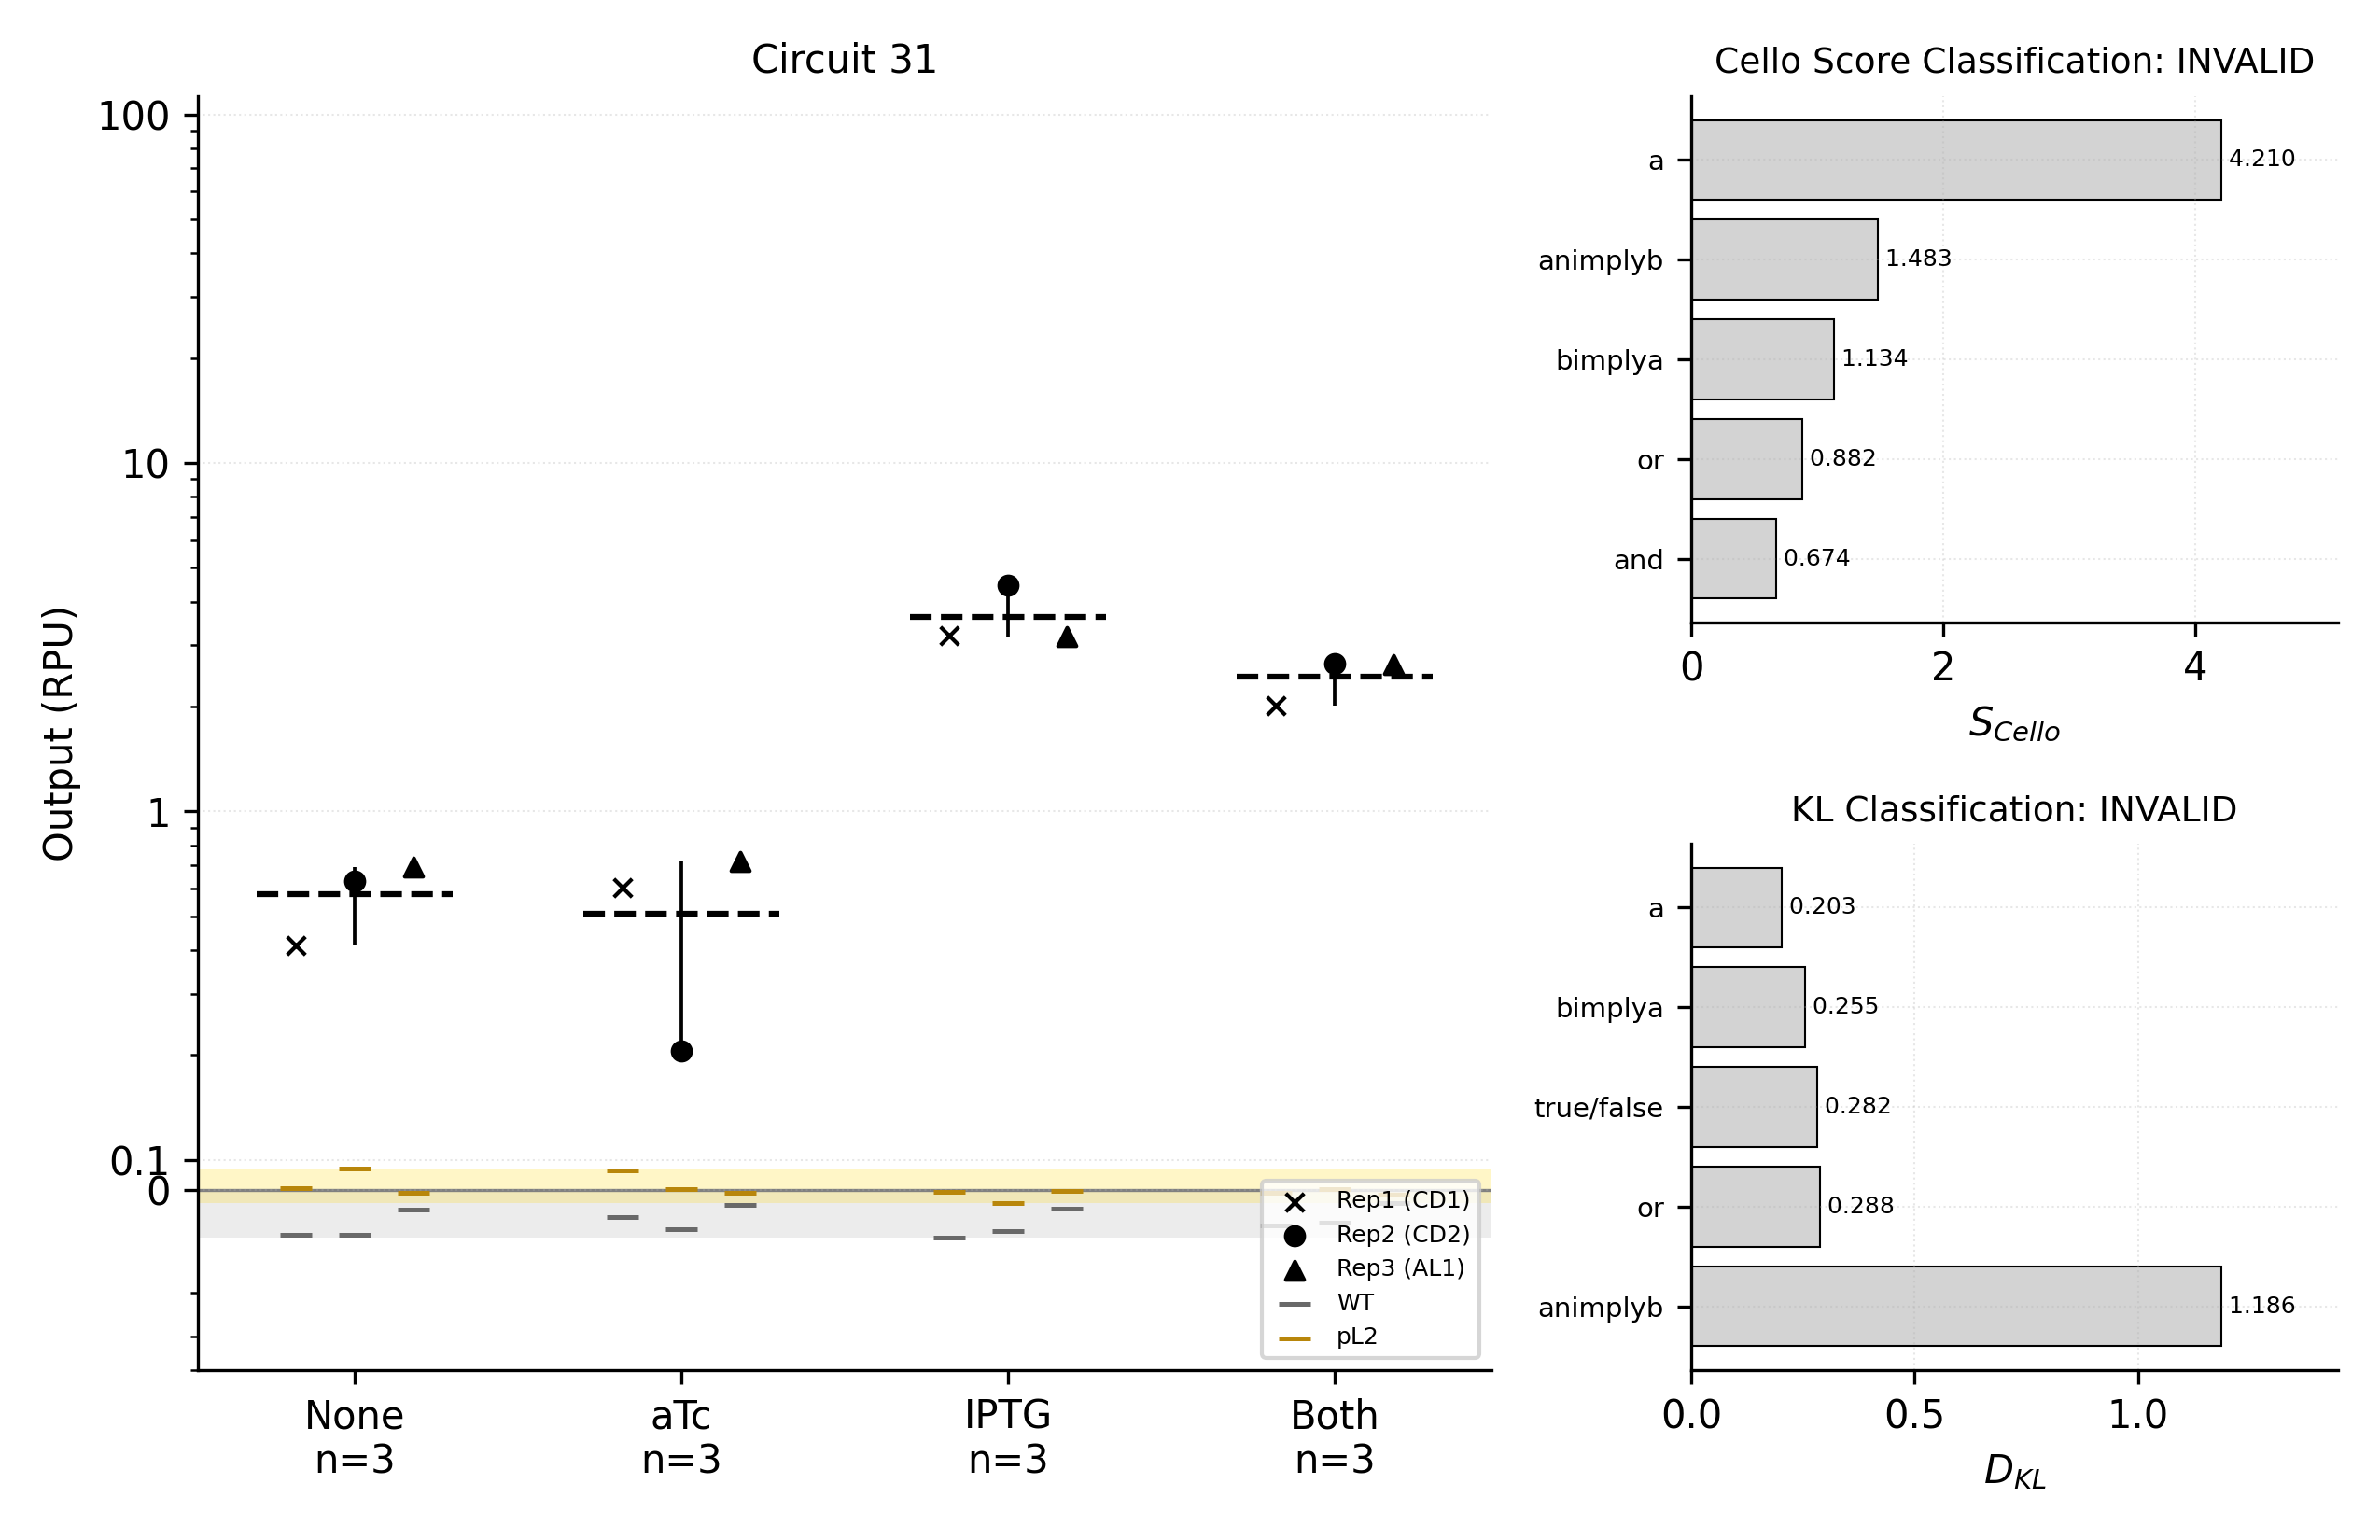 Circuit 31
Output (RPU)
100
10
1
0.1
0
None
n=3
aTc
n=3
IPTG
n=3
Both
n=3
Rep1 (CD1)
Rep2 (CD2)
Rep3 (AL1)
WT
pL2
Cello Score Classification: INVALID
a
4.210
animplyb
1.483
bimplya
1.134
or
0.882
and
0.674
0 2 4
S_Cello
KL Classification: INVALID
a
0.203
bimplya
0.255
true/false
0.282
or
0.288
animplyb
1.186
0.0 0.5 1.0
D_KL